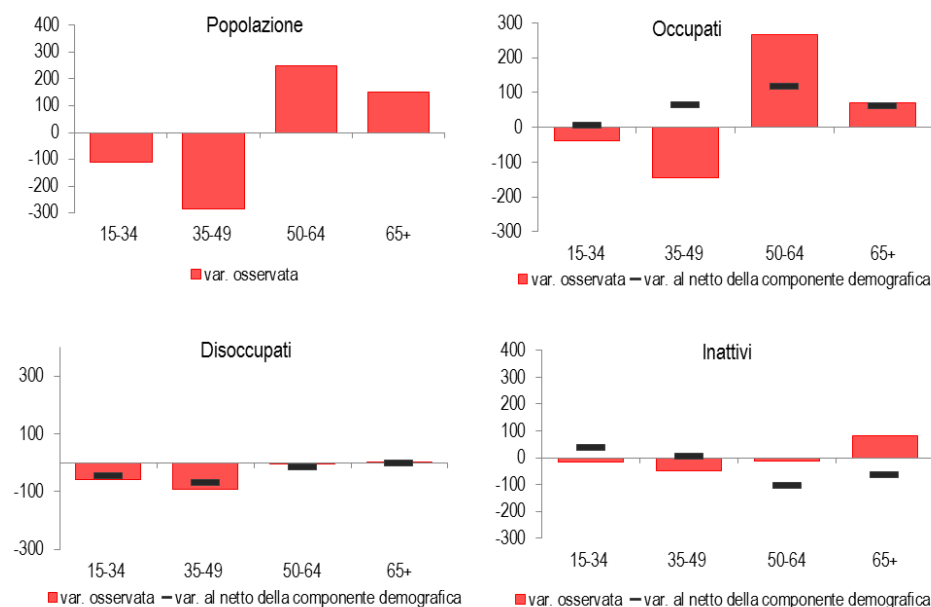 Popolazione
400
300
200
100
0
-100
-200
-300
15-34 35-49 50-64 65+
var. osservata
Occupati
300
200
100
0
-100
-200
-300
15-34 35-49 50-64 65+
var. osservata var. al netto della componente demografica
Disoccupati
300
100
-100
-300
15-34 35-49 50-64 65+
var. osservata var. al netto della componente demografica
Inattivi
400
300
200
100
0
-100
-200
-300
15-34 35-49 50-64 65+
var. osservata var. al netto della componente demografica